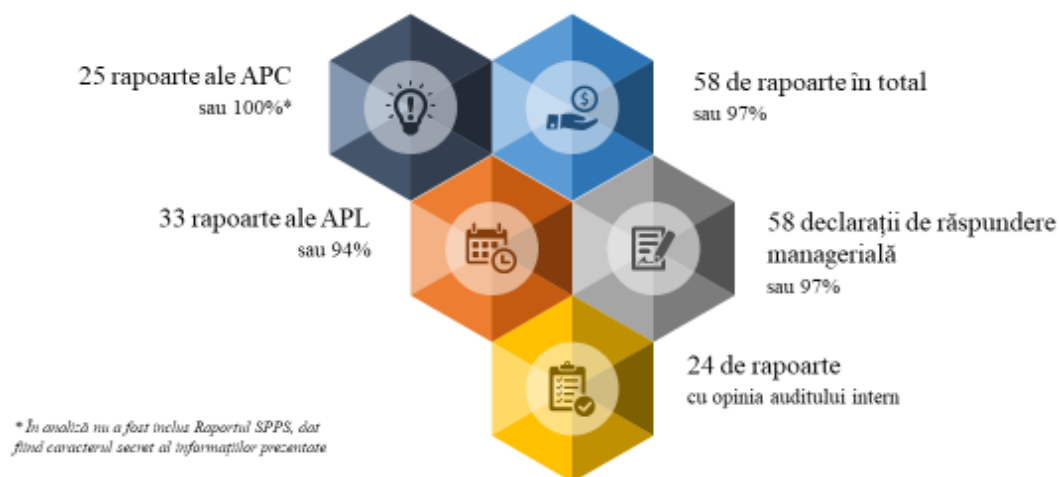 25 rapoarte ale APC
sau 100%*
58 de rapoarte în total
sau 97%
33 rapoarte ale APL
sau 94%
58 declarații de răspundere
managerială
sau 97%
24 de rapoarte
cu opinia auditului intern
* În analiză nu a fost inclus Raportul SPPS, dat
fiind caracterul secret al informațiilor prezentate